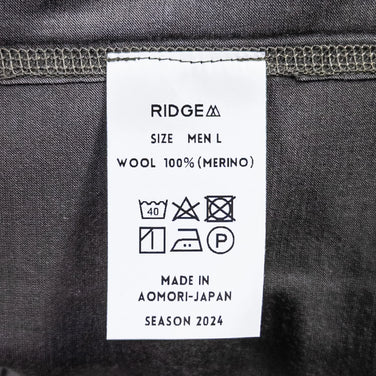 RIDGE
SIZE MEN L
WOOL 100% (MERINO)
40
P
MADE IN
AOMORI-JAPAN
SEASON 2024